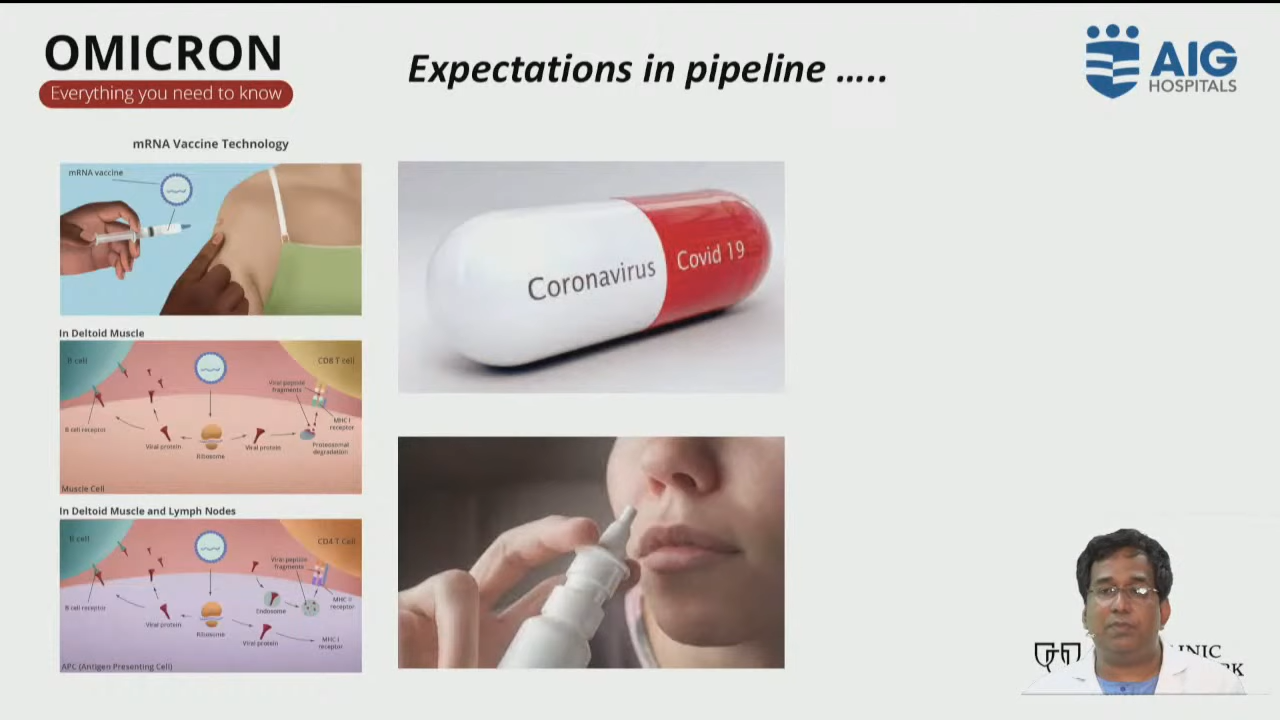 OMICRON
Everything you need to know
Expectations in pipeline .....
AIG
HOSPITALS
mRNA Vaccine Technology
mRNA vaccine
Coronavirus
Covid 19
In Deltoid Muscle
B cell
CD8 T cell
Viral peptide
fragments
MHC I
receptor
B cell receptor
Viral protein
Ribosome
Viral protein
Proteosomal
degradation
Muscle Cell
In Deltoid Muscle and Lymph Nodes
B cell
CD4 T Cell
Viral peptide
fragments
MHC II
receptor
B cell receptor
Viral protein
Ribosome
Endosome
Viral protein
MHC I
receptor
APC (Antigen Presenting Cell)